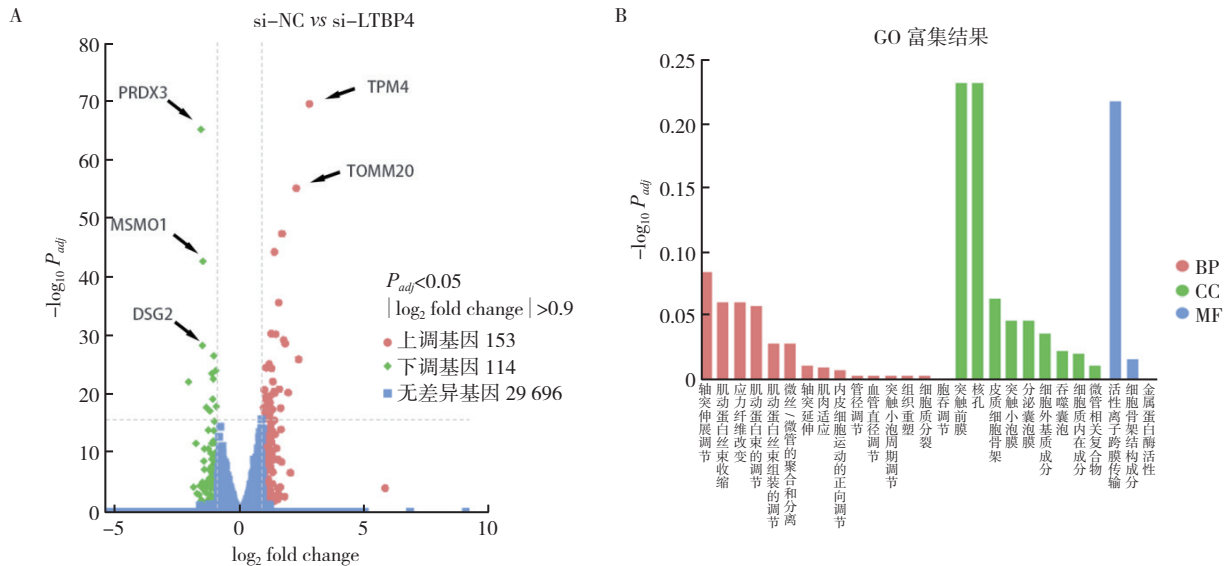 A
si-NC vs si-LTBP4
80
70
60
50
40
30
20
10
0
-log10 Padj
PRDX3
TPM4
TOMM20
MSMO1
DSG2
Padj<0.05
|log2 fold change|>0.9
上调基因 153
下调基因 114
无差异基因 29 696
-5
0
5
10
log2 fold change
B
GO 富集结果
0.25
0.20
0.15
0.10
0.05
0
-log10 Padj
BP
CC
MF
轴突伸展调节
肌动蛋白丝束收缩
应力纤维改变
肌动蛋白束的调节
肌动蛋白丝束组装的调节
微丝/微管的聚合和分离
轴突延伸
肌肉适应
内皮细胞运动的正向调节
管径调节
血管直径调节
突触小泡周期调节
组织重塑
细胞质分裂
胞吞调节
突触前膜
核孔
皮质细胞骨架
突触小泡膜
分泌囊泡膜
细胞外基质成分
吞噬囊泡
细胞质内在成分
微管相关复合物
活性离子跨膜传输
细胞骨架结构成分
金属蛋白酶活性